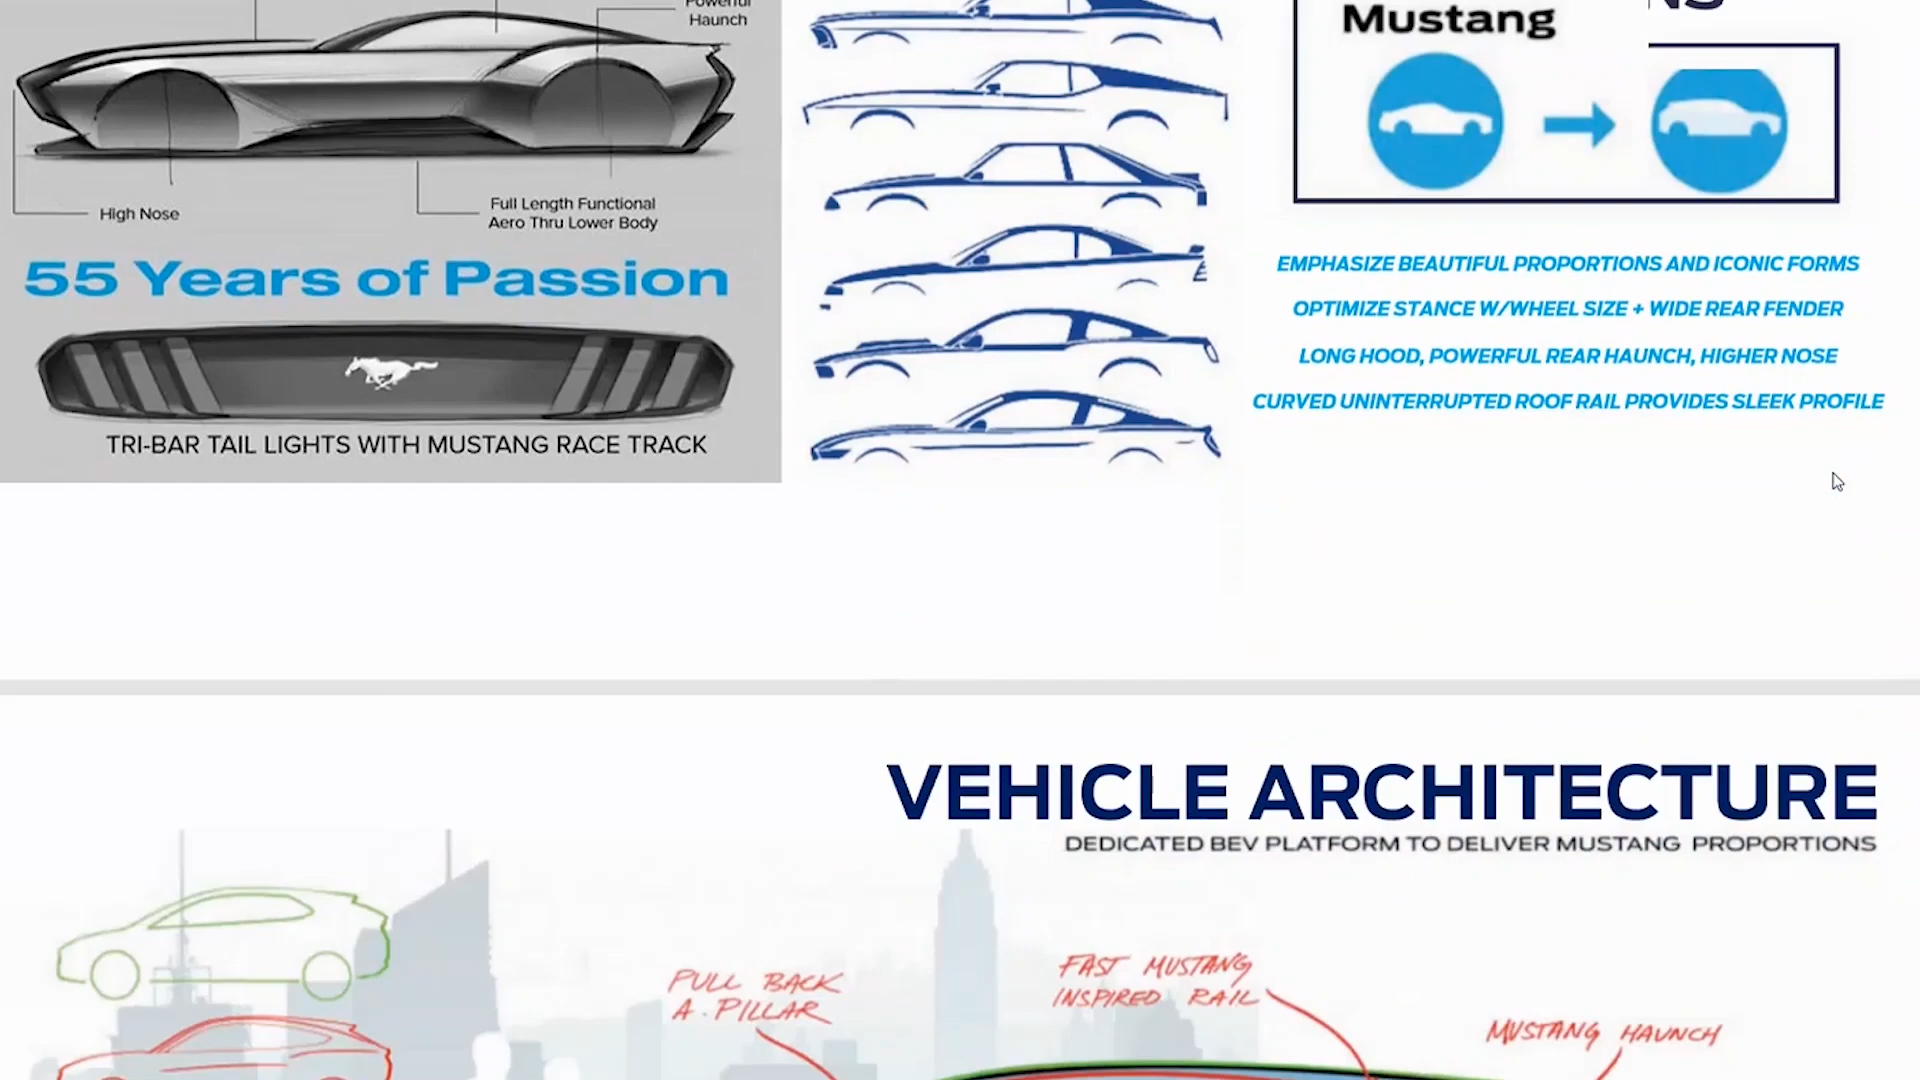 Powerful
Haunch
High Nose
Full Length Functional
Aero Thru Lower Body
55 Years of Passion
TRI-BAR TAIL LIGHTS WITH MUSTANG RACE TRACK
Mustang
EMPHASIZE BEAUTIFUL PROPORTIONS AND ICONIC FORMS
OPTIMIZE STANCE W/WHEEL SIZE + WIDE REAR FENDER
LONG HOOD, POWERFUL REAR HAUNCH, HIGHER NOSE
CURVED UNINTERRUPTED ROOF RAIL PROVIDES SLEEK PROFILE
VEHICLE ARCHITECTURE
DEDICATED BEV PLATFORM TO DELIVER MUSTANG PROPORTIONS
PULL BACK
A-PILLAR
FAST MUSTANG
INSPIRED RAIL
MUSTANG HAUNCH